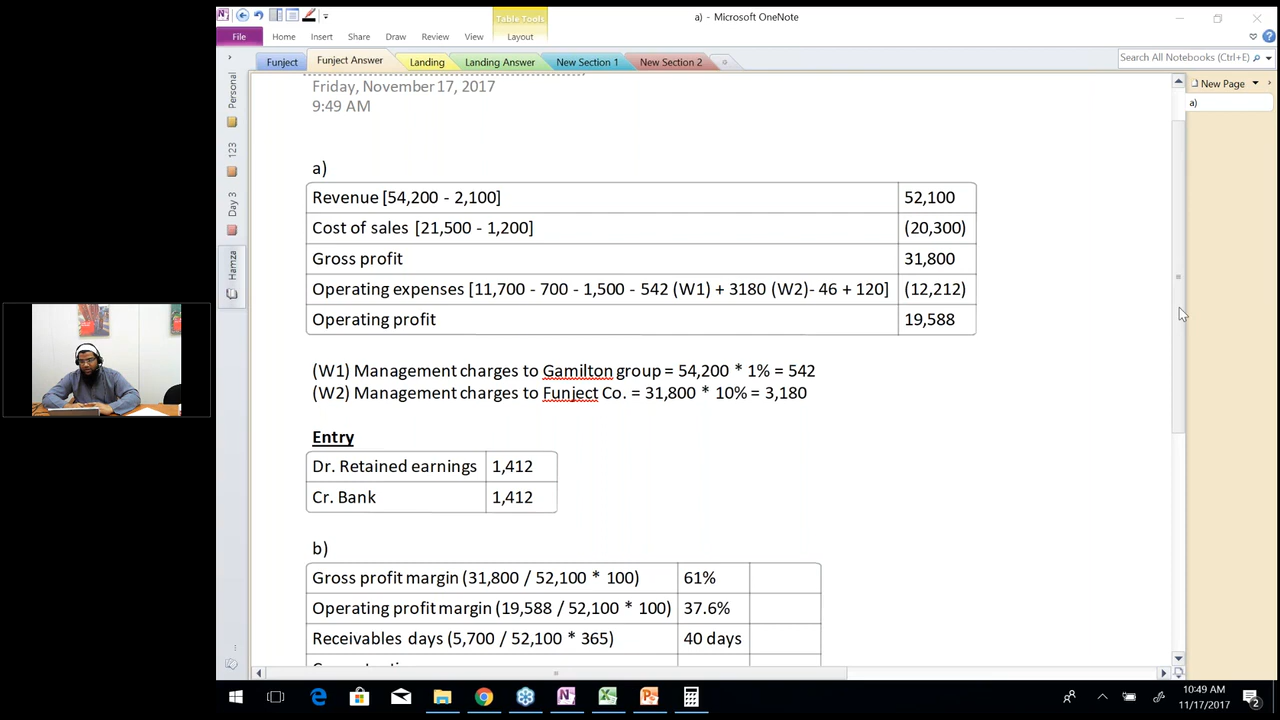 Table Tools
a) - Microsoft OneNote
File Home Insert Share Draw Review View Layout
Funject Funject Answer Landing Landing Answer New Section 1 New Section 2
Search All Notebooks (Ctrl+E)
New Page
a)
Personal
123
Day 3
Hamza
Friday, November 17, 2017
9:49 AM
a)
Revenue [54,200 - 2,100] 52,100
Cost of sales [21,500 - 1,200] (20,300)
Gross profit 31,800
Operating expenses [11,700 - 700 - 1,500 - 542 (W1) + 3180 (W2)- 46 + 120] (12,212)
Operating profit 19,588
(W1) Management charges to Gamilton group = 54,200 * 1% = 542
(W2) Management charges to Funject Co. = 31,800 * 10% = 3,180
Entry
Dr. Retained earnings 1,412
Cr. Bank 1,412
b)
Gross profit margin (31,800 / 52,100 * 100) 61%
Operating profit margin (19,588 / 52,100 * 100) 37.6%
Receivables days (5,700 / 52,100 * 365) 40 days
10:49 AM
11/17/2017
2